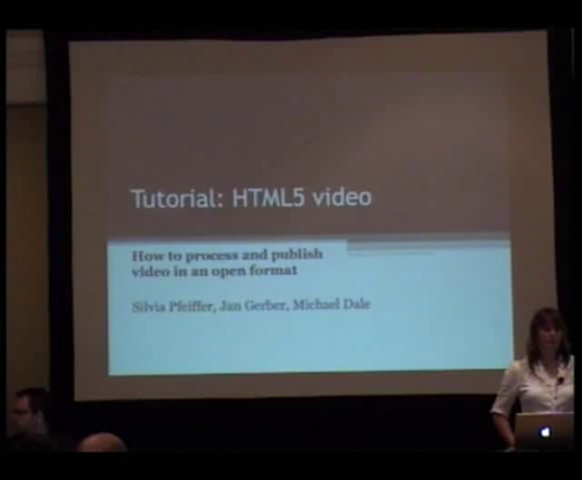 Tutorial: HTML5 video
How to process and publish
video in an open format
Silvia Pfeiffer, Jan Gerber, Michael Dale